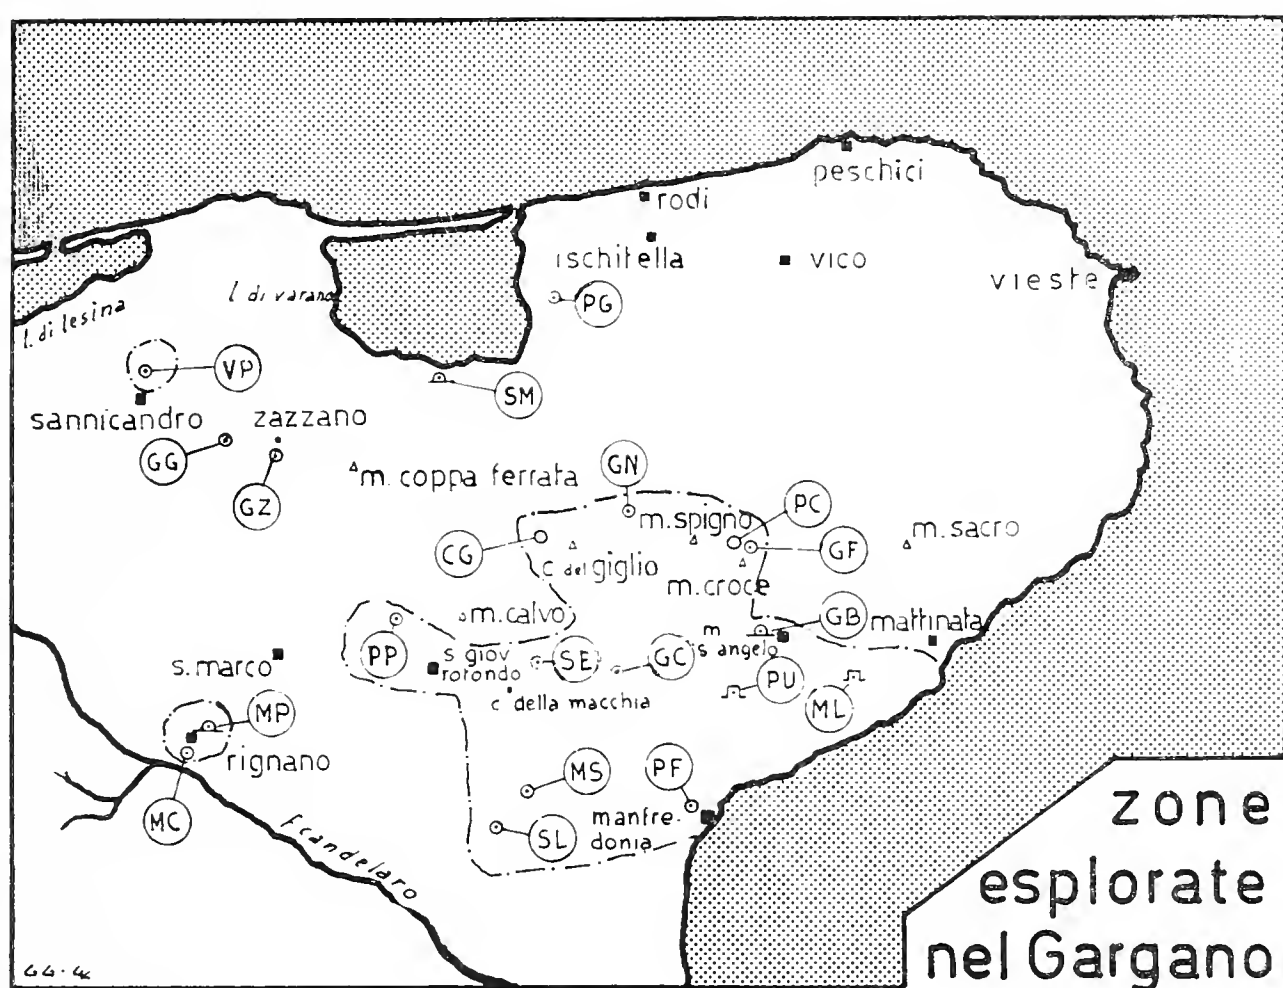 peschici
rodi
ischitella
vico
vieste
l. di varano
l. di lesina
PG
VP
SM
sannicandro
zazzano
GG
GZ
m. coppa ferrata
GN
m. spigno
PC
CG
GF
m. sacro
c. del giglio
m. croce
m. calvo
GB
mattinata
PP
s. giov.
rotondo
SE
GC
m.
s. angelo
PU
ML
s. marco
c. della macchia
MP
rignano
MC
MS
PF
SL
manfre-
donia
F. candelaro
zone
esplorate
nel Gargano